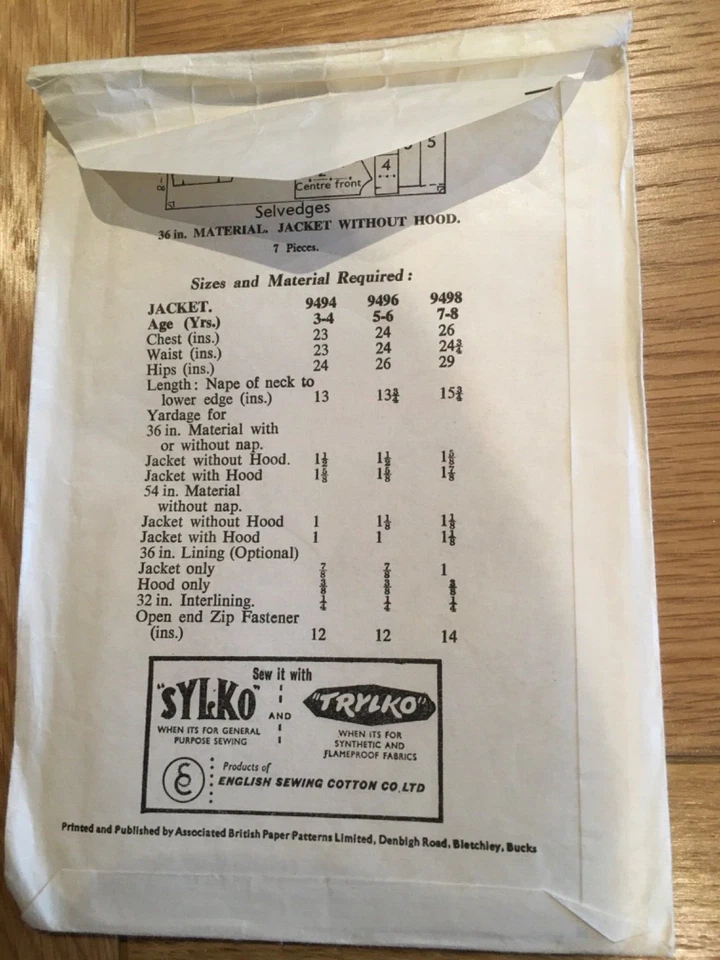 5
4
Centre front
Selvedges
36 in. MATERIAL. JACKET WITHOUT HOOD.
7 Pieces.
Sizes and Material Required:
JACKET. 9494 9496 9498
Age (Yrs.) 3-4 5-6 7-8
Chest (ins.) 23 24 26
Waist (ins.) 23 24 24¾
Hips (ins.) 24 26 29
Length: Nape of neck to
lower edge (ins.) 13 13¾ 15¾
Yardage for
36 in. Material with
or without nap.
Jacket without Hood. 1½ 1½ 1⅝
Jacket with Hood 1⅝ 1⅝ 1⅞
54 in. Material
without nap.
Jacket without Hood 1 1⅛ 1⅛
Jacket with Hood 1 1 1⅛
36 in. Lining (Optional)
Jacket only ⅞ ⅞ 1
Hood only ⅜ ⅜ ⅜
32 in. Interlining. ¼ ¼ ¼
Open end Zip Fastener
(ins.) 12 12 14
Sew it with
"SYLKO" AND "TRYLKO"
WHEN ITS FOR GENERAL
PURPOSE SEWING
WHEN ITS FOR
SYNTHETIC AND
FLAMEPROOF FABRICS
Products of
ENGLISH SEWING COTTON CO. LTD
Printed and Published by Associated British Paper Patterns Limited, Denbigh Road, Bletchley, Bucks